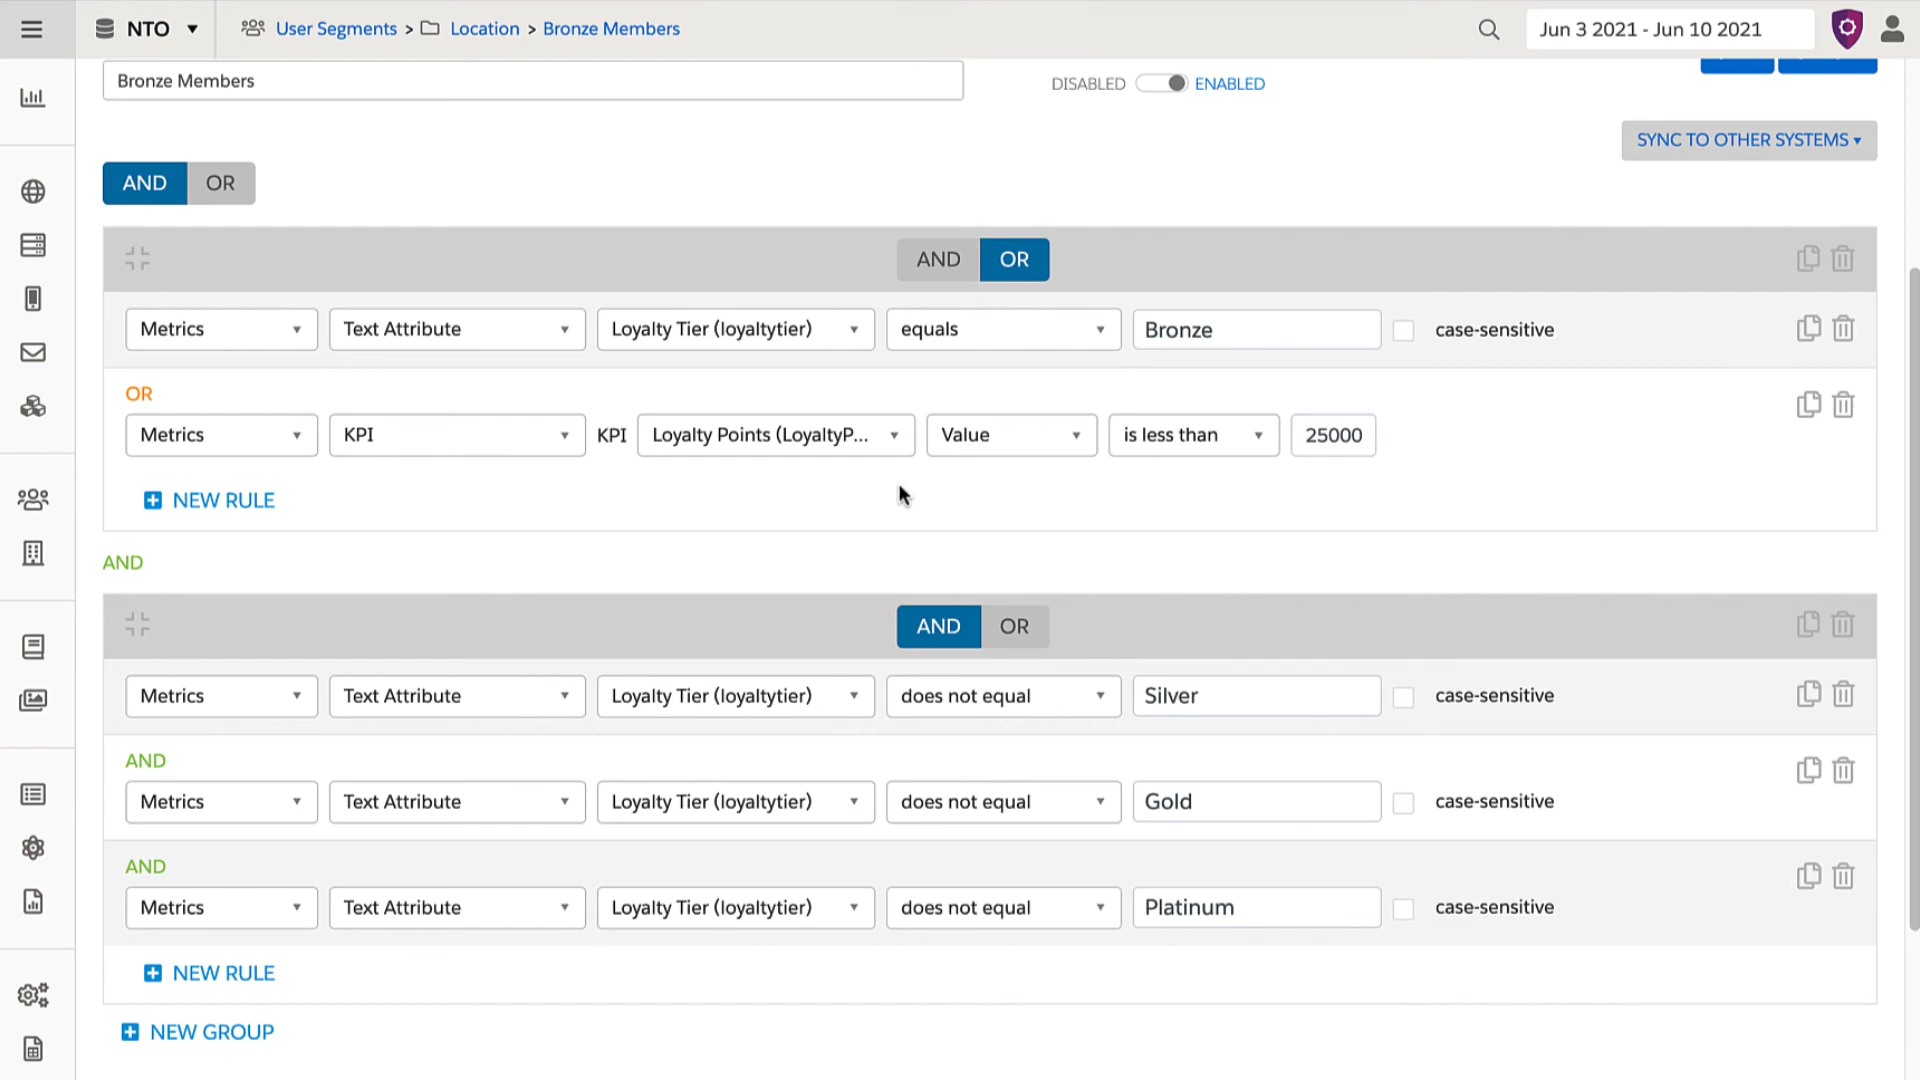 NTO ▼ User Segments > Location > Bronze Members Jun 3 2021 - Jun 10 2021
Bronze Members DISABLED ENABLED
SYNC TO OTHER SYSTEMS ▾
AND OR
AND OR
Metrics Text Attribute Loyalty Tier (loyaltytier) equals Bronze case-sensitive
OR
Metrics KPI KPI Loyalty Points (LoyaltyP... Value is less than 25000
NEW RULE
AND
AND OR
Metrics Text Attribute Loyalty Tier (loyaltytier) does not equal Silver case-sensitive
AND
Metrics Text Attribute Loyalty Tier (loyaltytier) does not equal Gold case-sensitive
AND
Metrics Text Attribute Loyalty Tier (loyaltytier) does not equal Platinum case-sensitive
NEW RULE
NEW GROUP